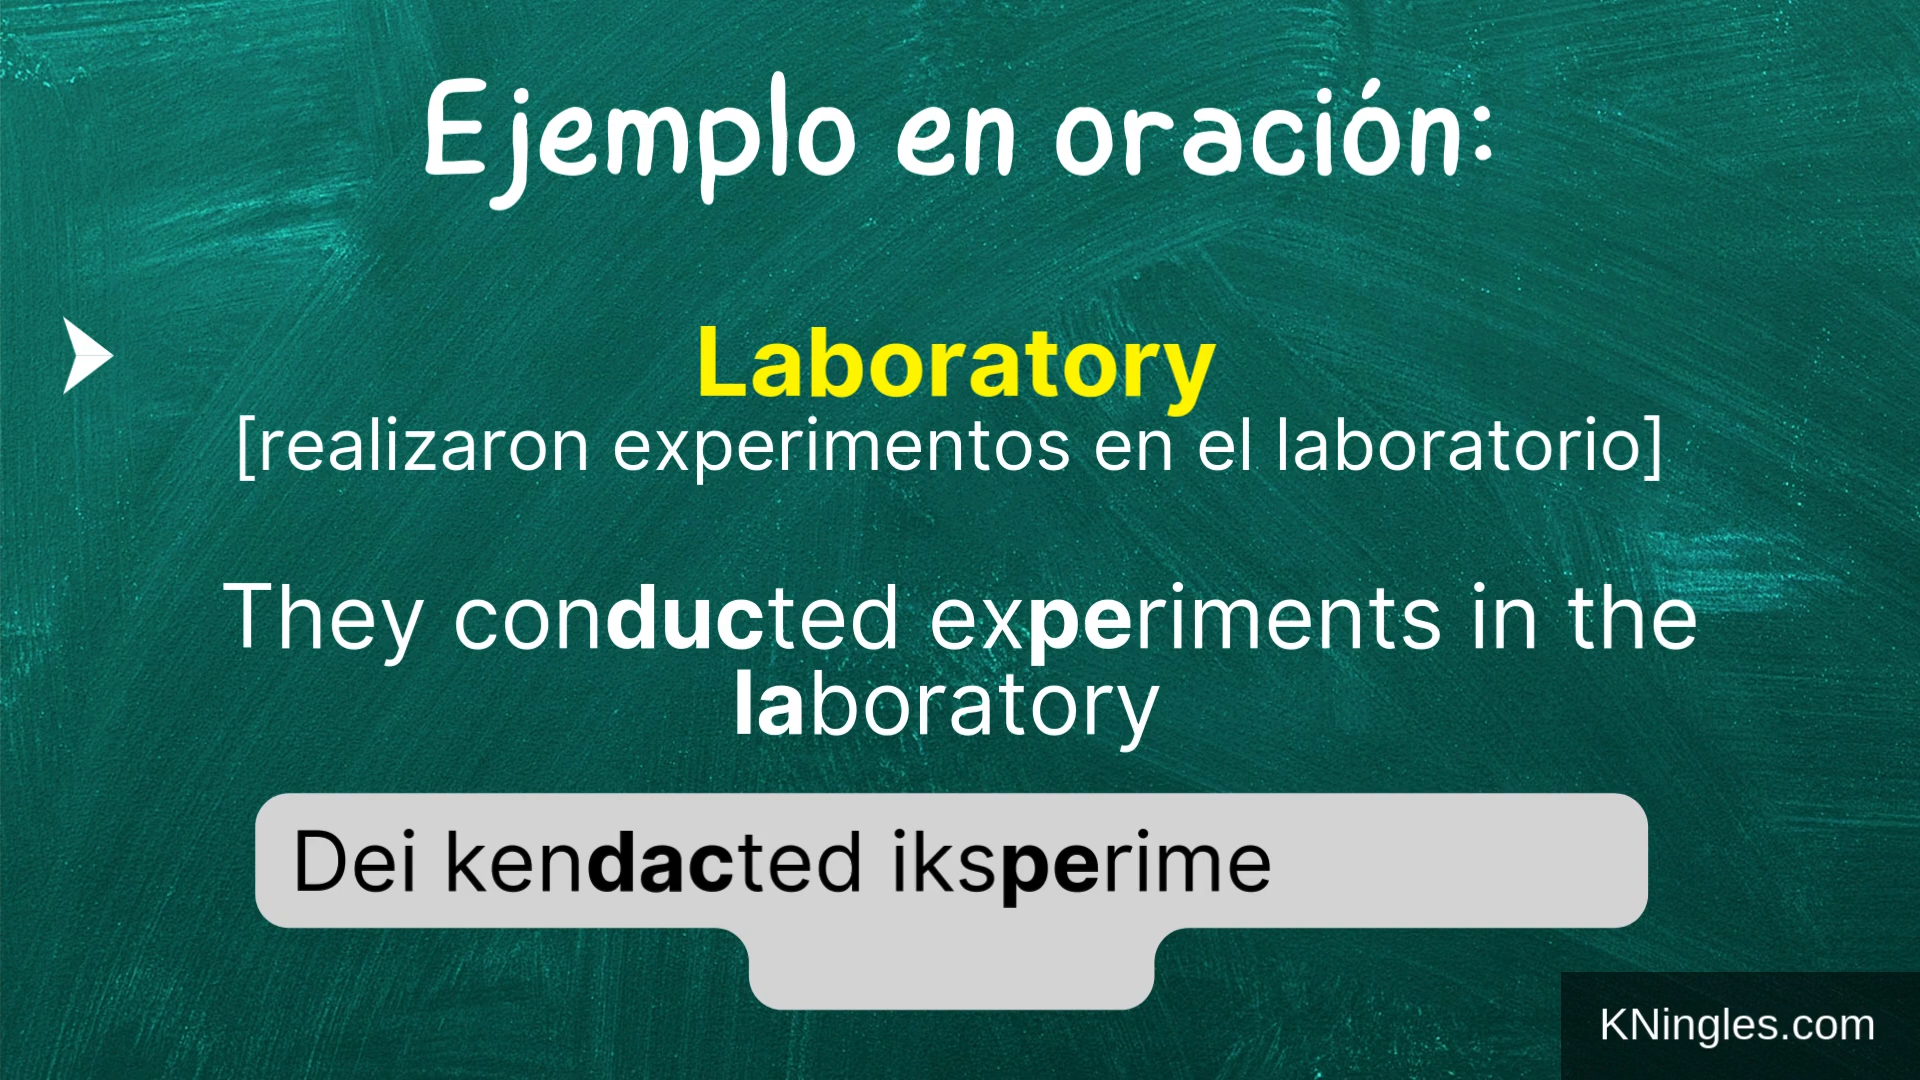 Ejemplo en oración:
Laboratory
[realizaron experimentos en el laboratorio]
They conducted experiments in the
laboratory
Dei kendacted iksperime
KNingles.com